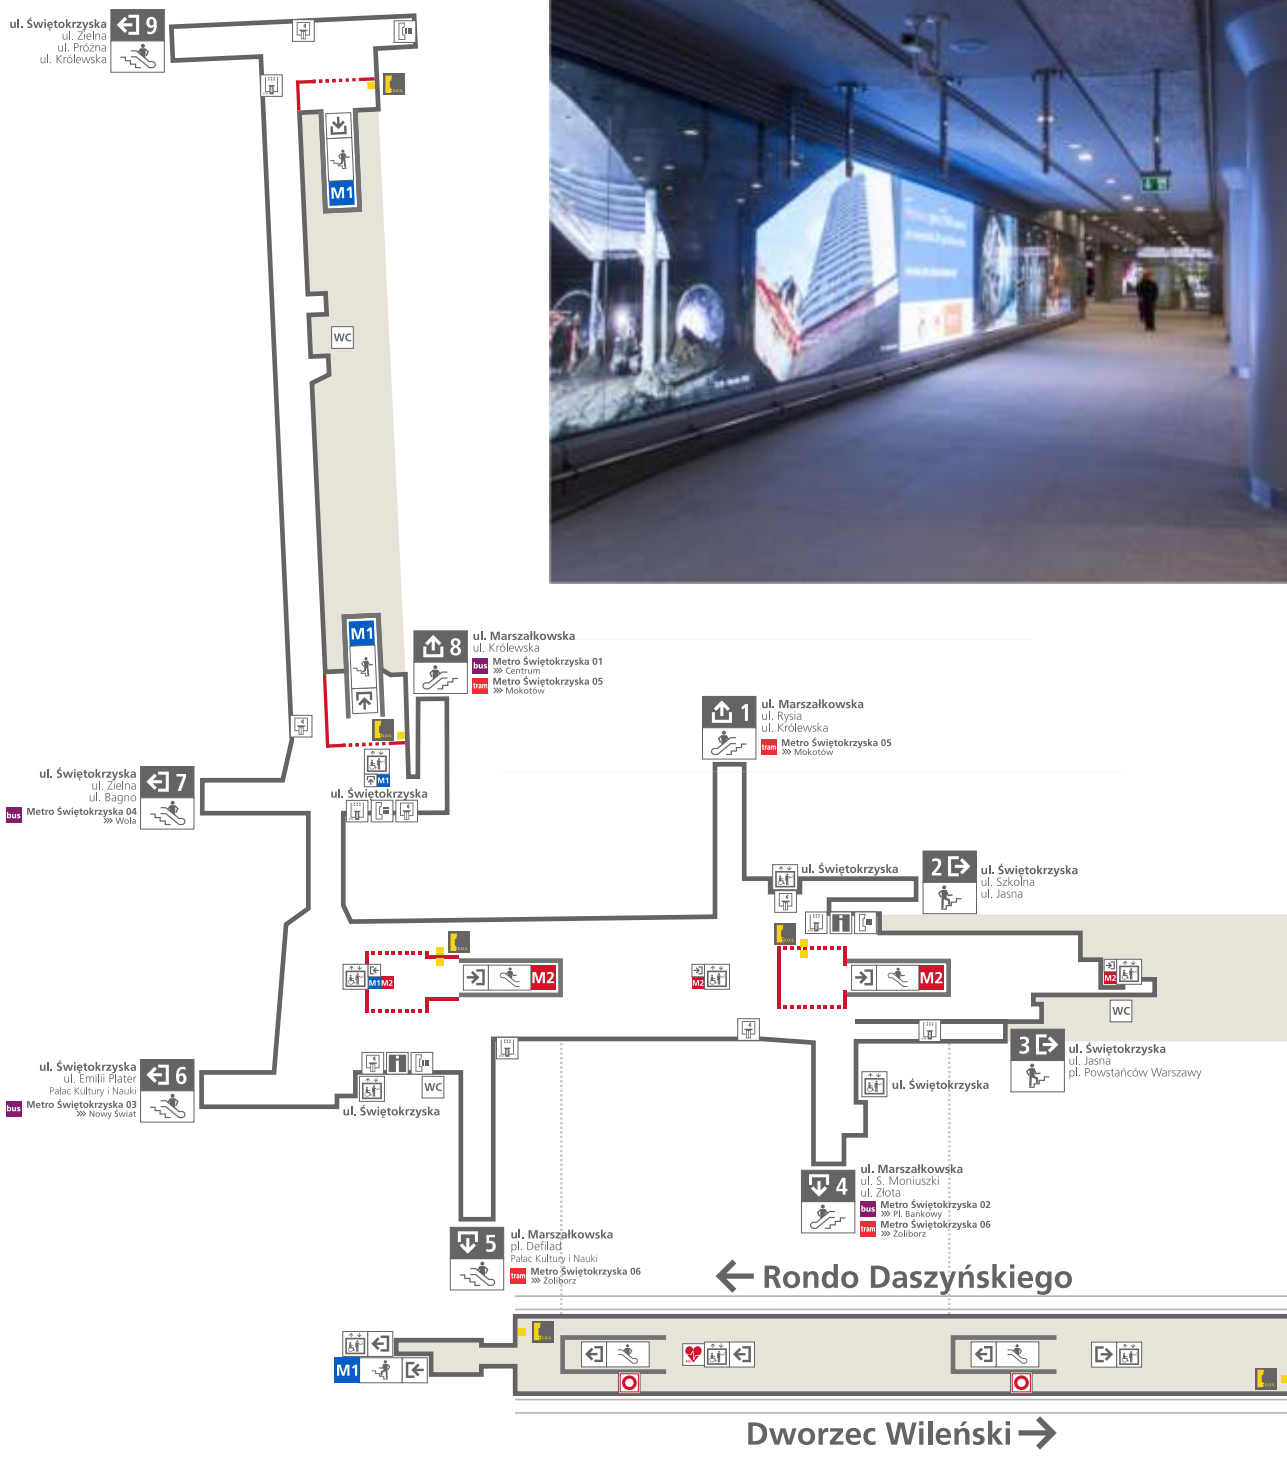 ul. Świętokrzyska
ul. Zielna
ul. Próżna
ul. Królewska
9
S.O.S.
M1
WC
M1
S.O.S.
M1
ul. Świętokrzyska
8
ul. Marszałkowska
ul. Królewska
bus Metro Świętokrzyska 01
>>> Centrum
tram Metro Świętokrzyska 05
>>> Mokotów
1
ul. Marszałkowska
ul. Rysia
ul. Królewska
tram Metro Świętokrzyska 05
>>> Mokotów
ul. Świętokrzyska
ul. Zielna
ul. Bagno
bus Metro Świętokrzyska 04
>>> Wola
7
ul. Świętokrzyska
2
ul. Świętokrzyska
ul. Szkolna
ul. Jasna
S.O.S.
S.O.S.
M1 M2
M2
M2
M2
M2
WC
3
ul. Świętokrzyska
ul. Jasna
pl. Powstańców Warszawy
ul. Świętokrzyska
ul. Emilii Plater
Pałac Kultury i Nauki
bus Metro Świętokrzyska 03
>>> Nowy Świat
6
WC
ul. Świętokrzyska
ul. Świętokrzyska
4
ul. Marszałkowska
ul. S. Moniuszki
ul. Złota
bus Metro Świętokrzyska 02
>>> Pl. Bankowy
tram Metro Świętokrzyska 06
>>> Żoliborz
5
ul. Marszałkowska
pl. Defilad
Pałac Kultury i Nauki
tram Metro Świętokrzyska 06
>>> Żoliborz
← Rondo Daszyńskiego
S.O.S.
M1
S.O.S.
Dworzec Wileński →